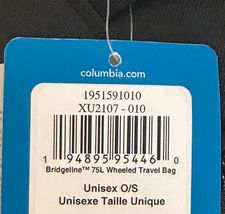 columbia.com
1951591010
XU2107 - 010
1 94895 95446 0
Bridgeline™ 75L Wheeled Travel Bag
Unisex O/S
Unisexe Taille Unique